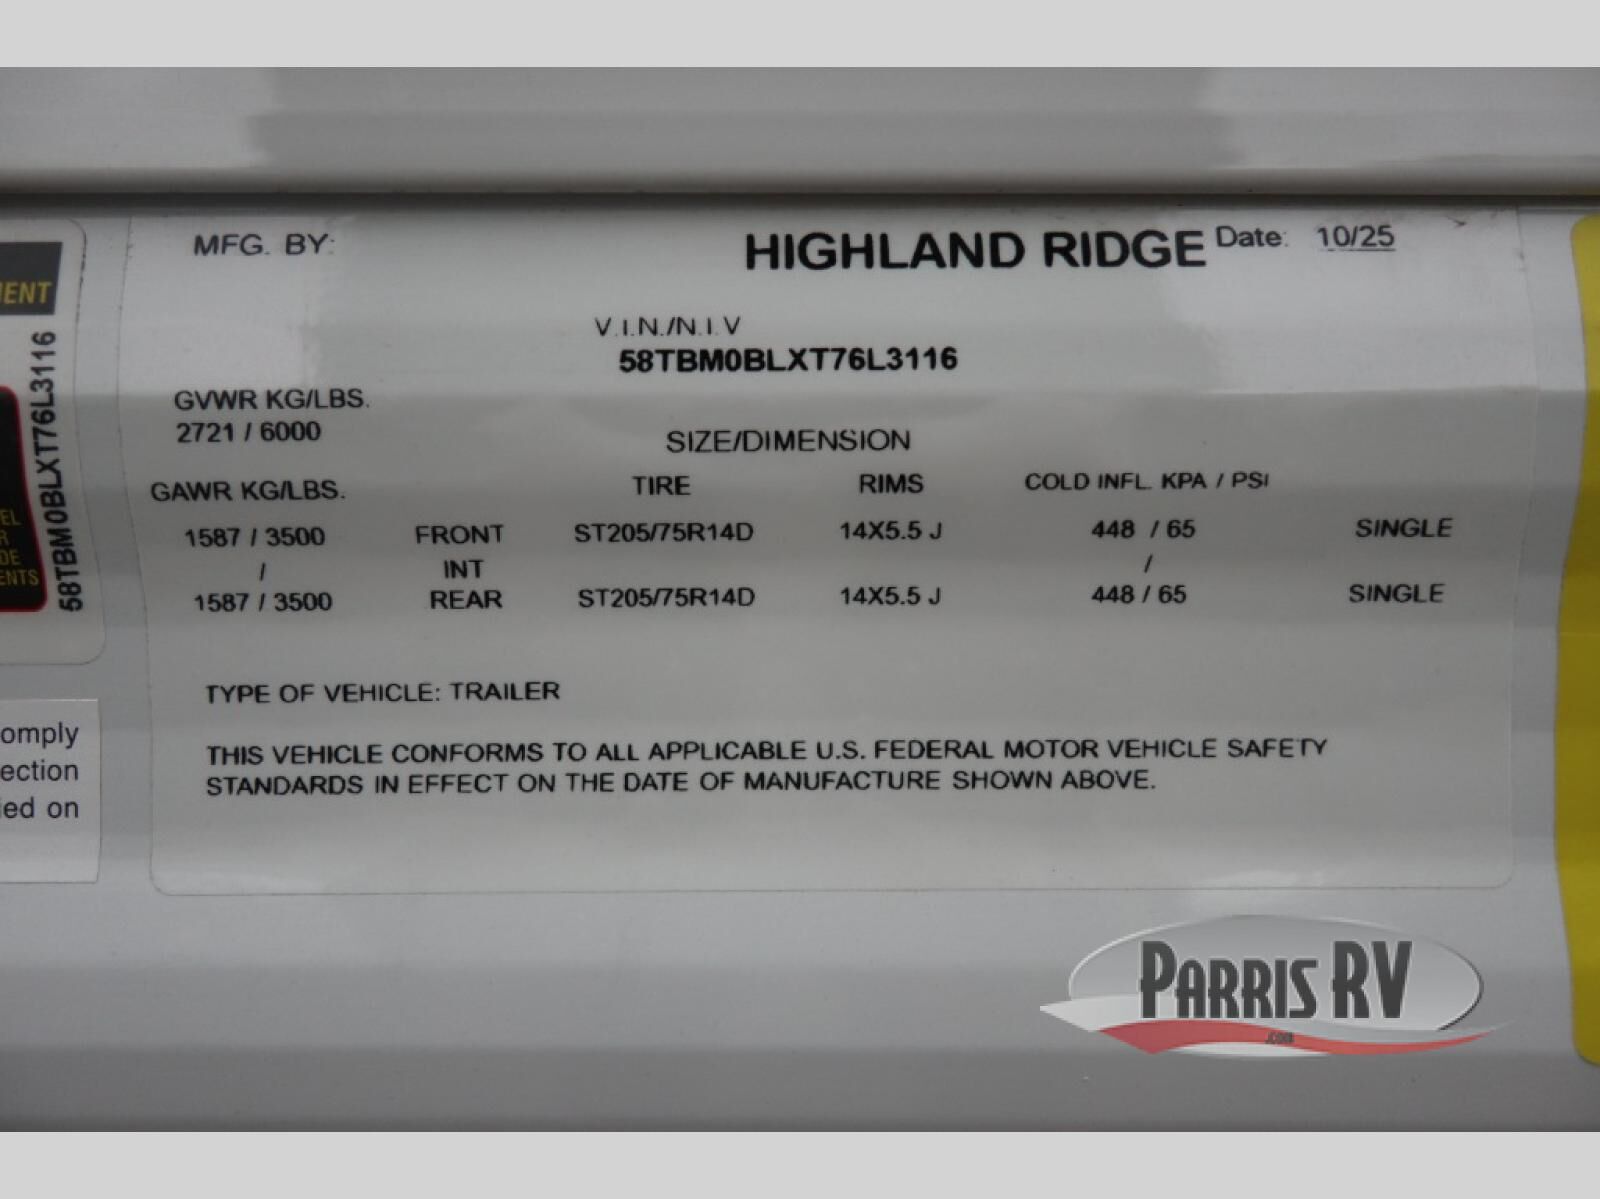 MFG. BY: HIGHLAND RIDGE Date: 10/25
V.I.N./N.I.V
58TBM0BLXT76L3116
GVWR KG/LBS.
2721 / 6000
SIZE/DIMENSION
GAWR KG/LBS. TIRE RIMS COLD INFL. KPA / PSI
1587 / 3500 FRONT ST205/75R14D 14X5.5 J 448 / 65 SINGLE
/ INT /
1587 / 3500 REAR ST205/75R14D 14X5.5 J 448 / 65 SINGLE
TYPE OF VEHICLE: TRAILER
THIS VEHICLE CONFORMS TO ALL APPLICABLE U.S. FEDERAL MOTOR VEHICLE SAFETY
STANDARDS IN EFFECT ON THE DATE OF MANUFACTURE SHOWN ABOVE.
58TBM0BLXT76L3116
omply
ection
ied on
PARRIS RV
.COM